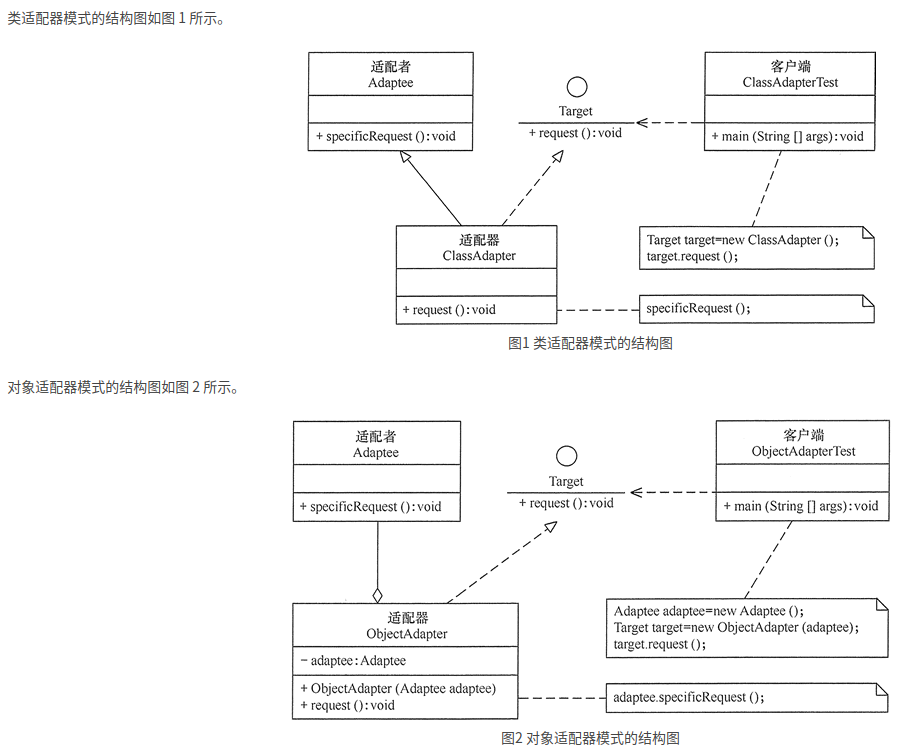 类适配器模式的结构图如图 1 所示。
适配者
Adaptee
+ specificRequest (): void
Target
+ request (): void
客户端
ClassAdapterTest
+ main (String [] args): void
适配器
ClassAdapter
+ request (): void
Target target=new ClassAdapter ();
target.request ();
specificRequest ();
图1 类适配器模式的结构图
对象适配器模式的结构图如图 2 所示。
适配者
Adaptee
+ specificRequest (): void
Target
+ request (): void
客户端
ObjectAdapterTest
+ main (String [] args): void
适配器
ObjectAdapter
− adaptee: Adaptee
+ ObjectAdapter (Adaptee adaptee)
+ request (): void
Adaptee adaptee=new Adaptee ();
Target target=new ObjectAdapter (adaptee);
target.request ();
adaptee.specificRequest ();
图2 对象适配器模式的结构图